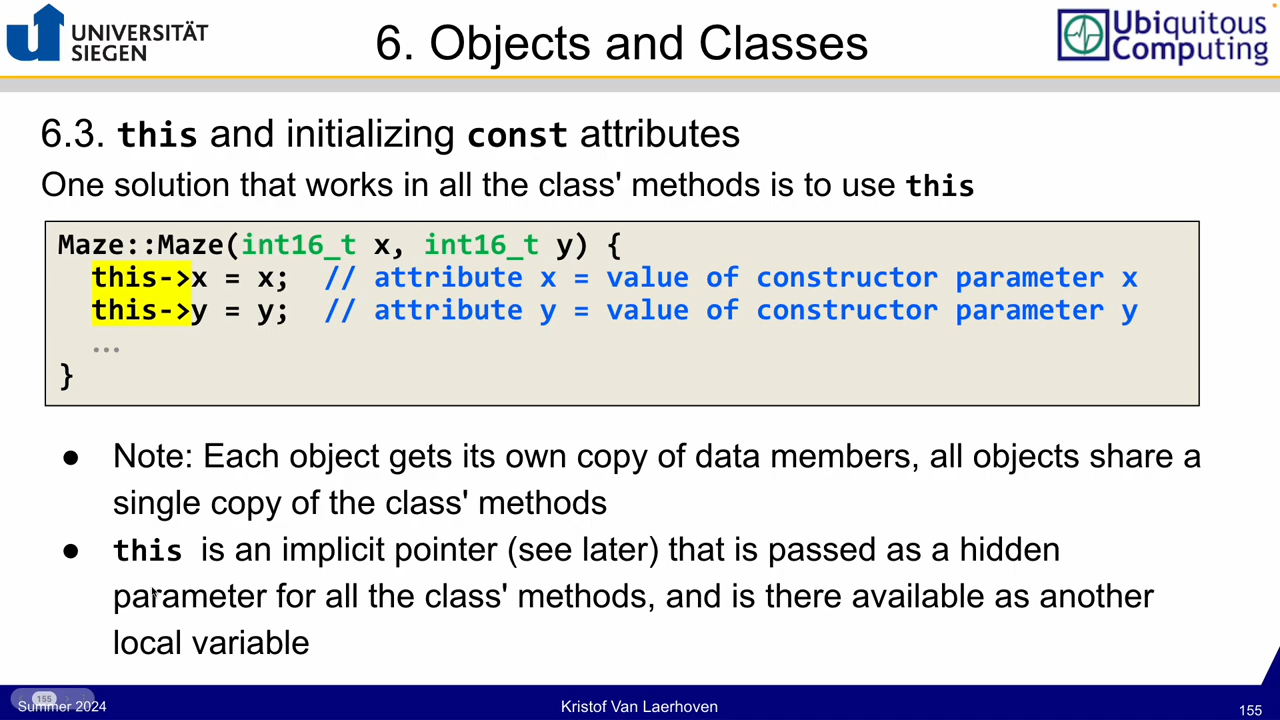 UNIVERSITÄT
SIEGEN
6. Objects and Classes
Ubiquitous
Computing
6.3. this and initializing const attributes
One solution that works in all the class' methods is to use this
Maze::Maze(int16_t x, int16_t y) {
this->x = x; // attribute x = value of constructor parameter x
this->y = y; // attribute y = value of constructor parameter y
…
}
● Note: Each object gets its own copy of data members, all objects share a
single copy of the class' methods
● this is an implicit pointer (see later) that is passed as a hidden
parameter for all the class' methods, and is there available as another
local variable
155
Summer 2024
Kristof Van Laerhoven
155